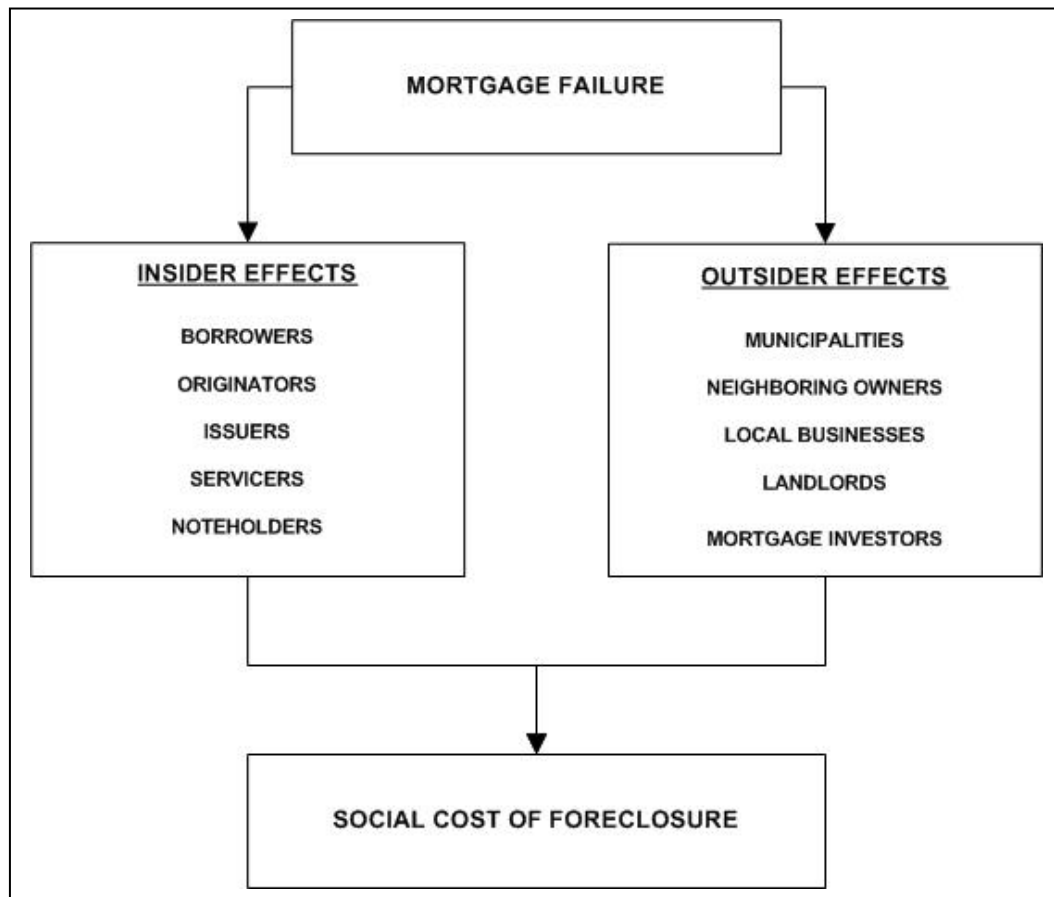 MORTGAGE FAILURE
INSIDER EFFECTS
BORROWERS
ORIGINATORS
ISSUERS
SERVICERS
NOTEHOLDERS
OUTSIDER EFFECTS
MUNICIPALITIES
NEIGHBORING OWNERS
LOCAL BUSINESSES
LANDLORDS
MORTGAGE INVESTORS
SOCIAL COST OF FORECLOSURE